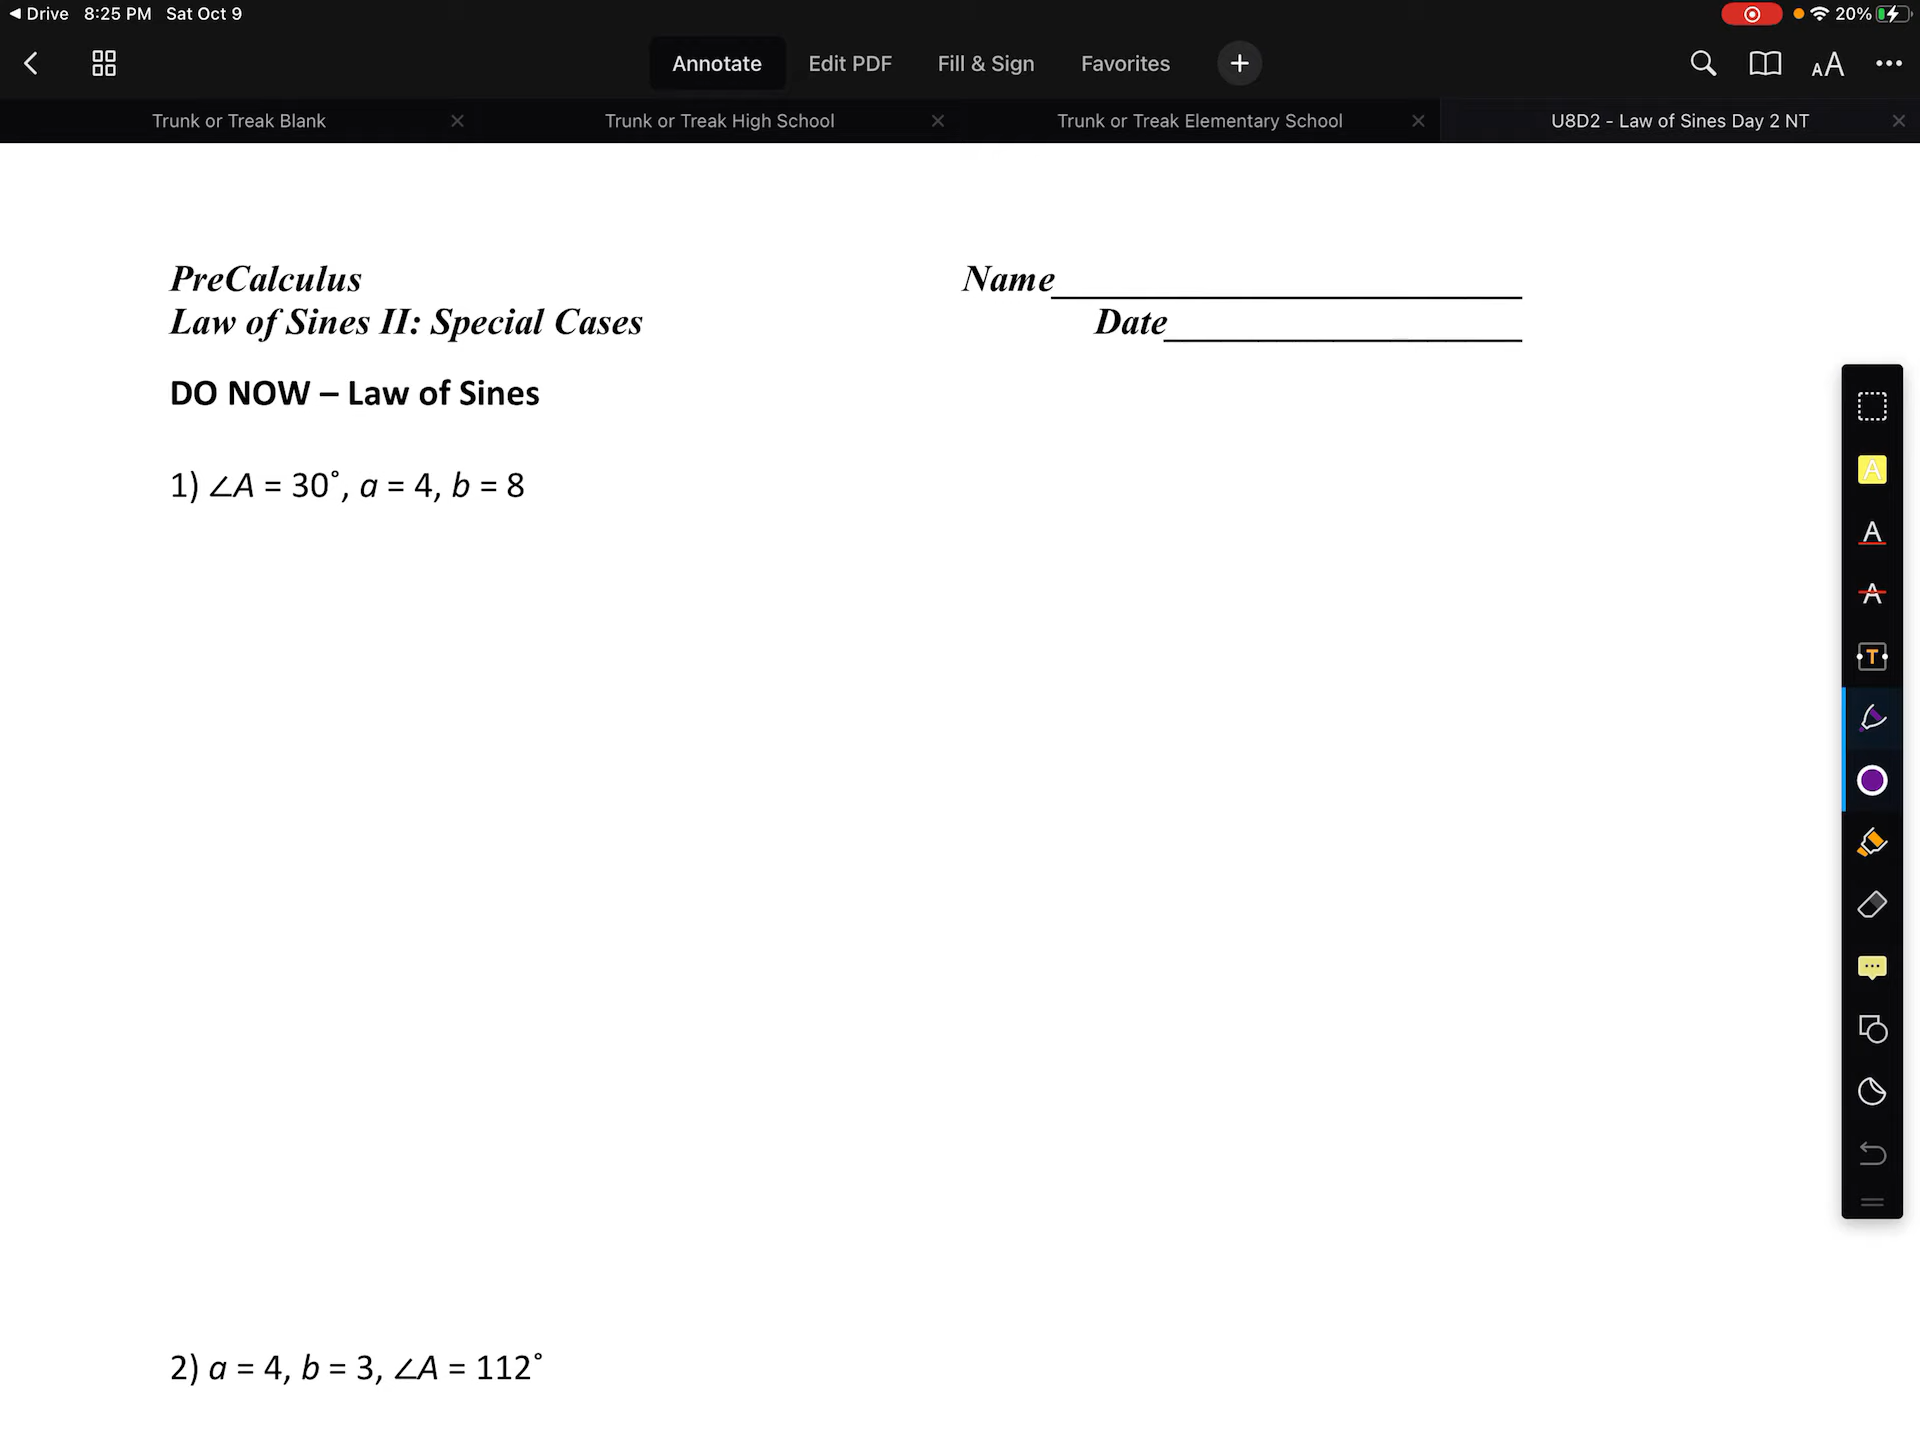 ◀ Drive 8:25 PM Sat Oct 9 20%
Annotate Edit PDF Fill & Sign Favorites + AA
Trunk or Treak Blank × Trunk or Treak High School × Trunk or Treak Elementary School × U8D2 - Law of Sines Day 2 NT ×
PreCalculus Name
Law of Sines II: Special Cases Date
DO NOW – Law of Sines
1) ∠A = 30°, a = 4, b = 8
A
A
A
T
2) a = 4, b = 3, ∠A = 112°